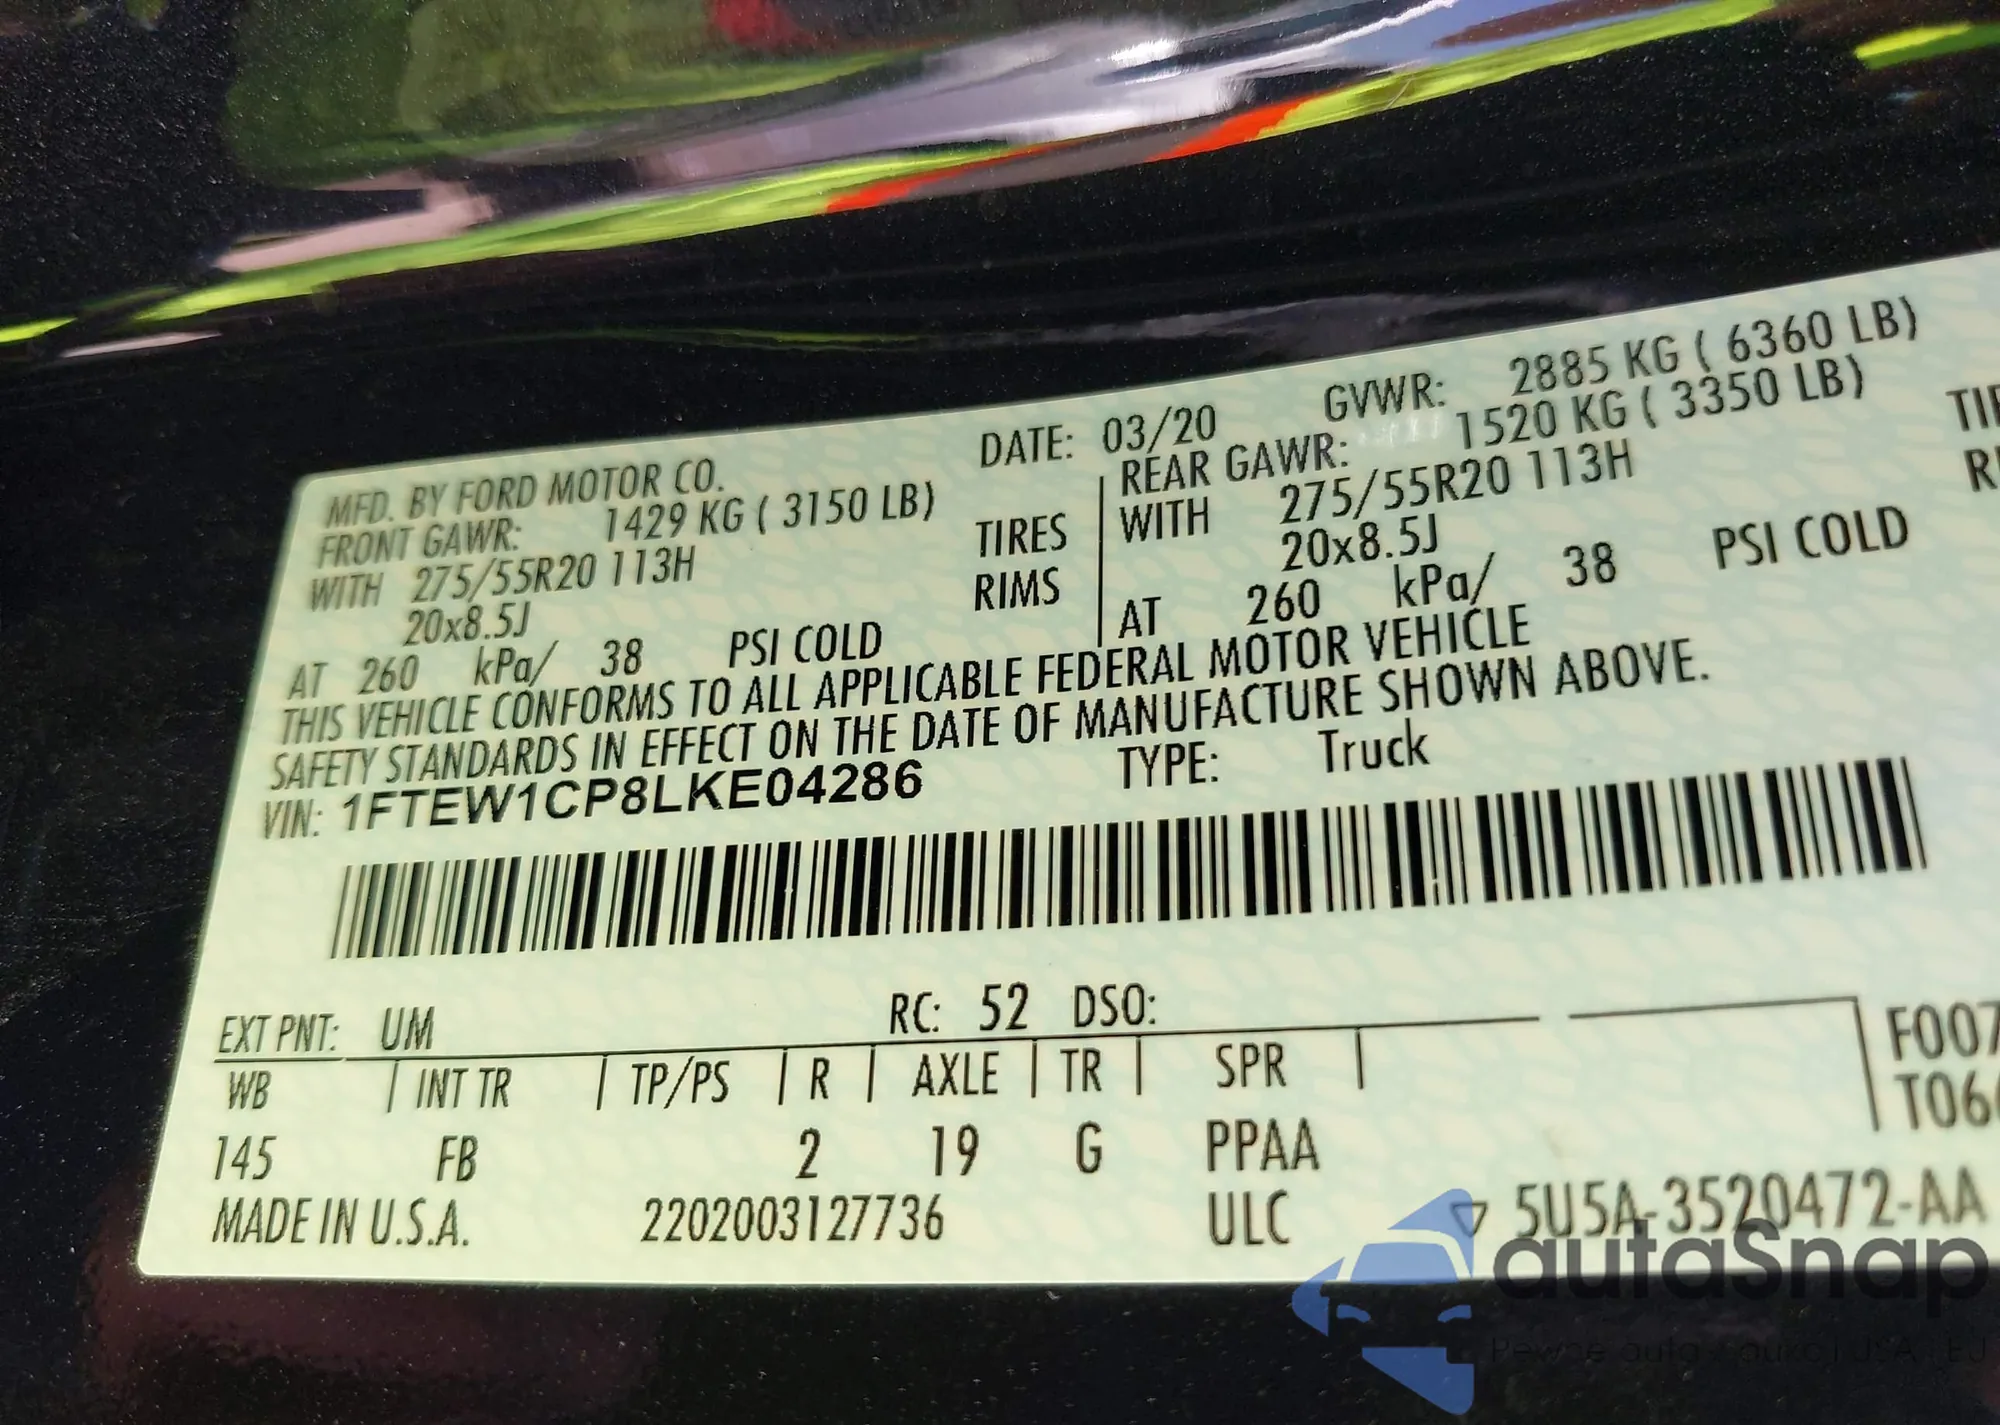 MFD. BY FORD MOTOR CO. DATE: 03/20 GVWR: 2885 KG ( 6360 LB)
FRONT GAWR: 1429 KG ( 3150 LB) REAR GAWR: 1520 KG ( 3350 LB)
WITH 275/55R20 113H TIRES WITH 275/55R20 113H
20x8.5J RIMS 20x8.5J
AT 260 kPa/ 38 PSI COLD AT 260 kPa/ 38 PSI COLD
THIS VEHICLE CONFORMS TO ALL APPLICABLE FEDERAL MOTOR VEHICLE
SAFETY STANDARDS IN EFFECT ON THE DATE OF MANUFACTURE SHOWN ABOVE.
VIN: 1FTEW1CP8LKE04286 TYPE: Truck
EXT PNT: UM RC: 52 DSO:
WB INT TR TP/PS R AXLE TR SPR
145 FB 2 19 G PPAA
MADE IN U.S.A. 2202003127736 ULC 5U5A-3520472-AA
F007
autaSnap